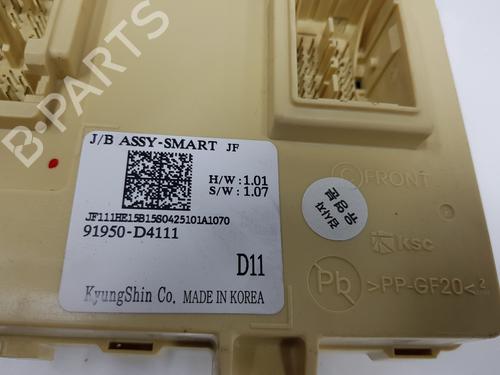 B-PARTS
J/B ASSY-SMART JF
H/W : 1.01
S/W : 1.07
JF111HE15B15S0425101A1070
91950-D4111
D11
KyungShin Co. MADE IN KOREA
FRONT
Ksc
Pb
>PP-GF20<